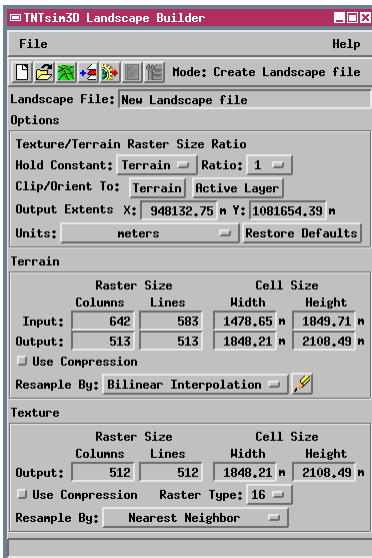 TNTsim3D Landscape Builder
File Help
Mode: Create Landscape file
Landscape File: New Landscape file
Options
Texture/Terrain Raster Size Ratio
Hold Constant: Terrain Ratio: 1
Clip/Orient To: Terrain Active Layer
Output Extents X: 948132.75 m Y: 1081654.39 m
Units: meters Restore Defaults
Terrain
Raster Size Cell Size
Columns Lines Width Height
Input: 642 583 1478.65 m 1849.71 m
Output: 513 513 1848.21 m 2108.49 m
Use Compression
Resample By: Bilinear Interpolation
Texture
Raster Size Cell Size
Columns Lines Width Height
Output: 512 512 1848.21 m 2108.49 m
Use Compression Raster Type: 16
Resample By: Nearest Neighbor